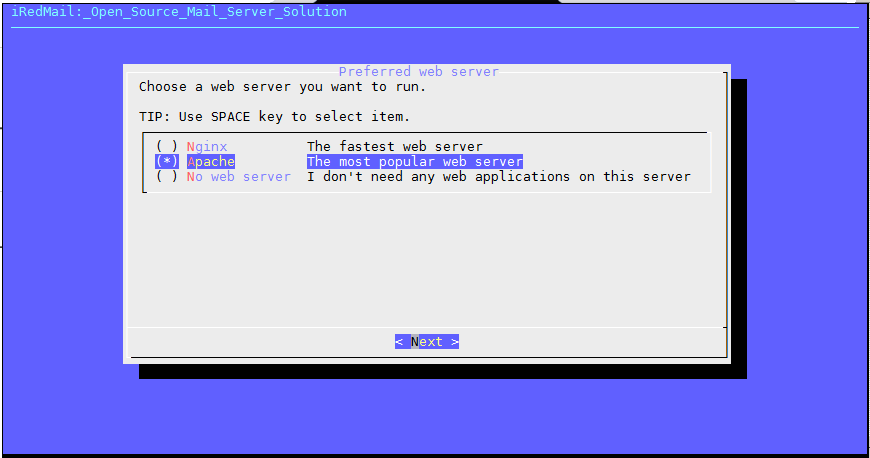 iRedMail:_Open_Source_Mail_Server_Solution
Preferred web server
Choose a web server you want to run.
TIP: Use SPACE key to select item.
( ) Nginx The fastest web server
(*) Apache The most popular web server
( ) No web server I don't need any web applications on this server
< Next >